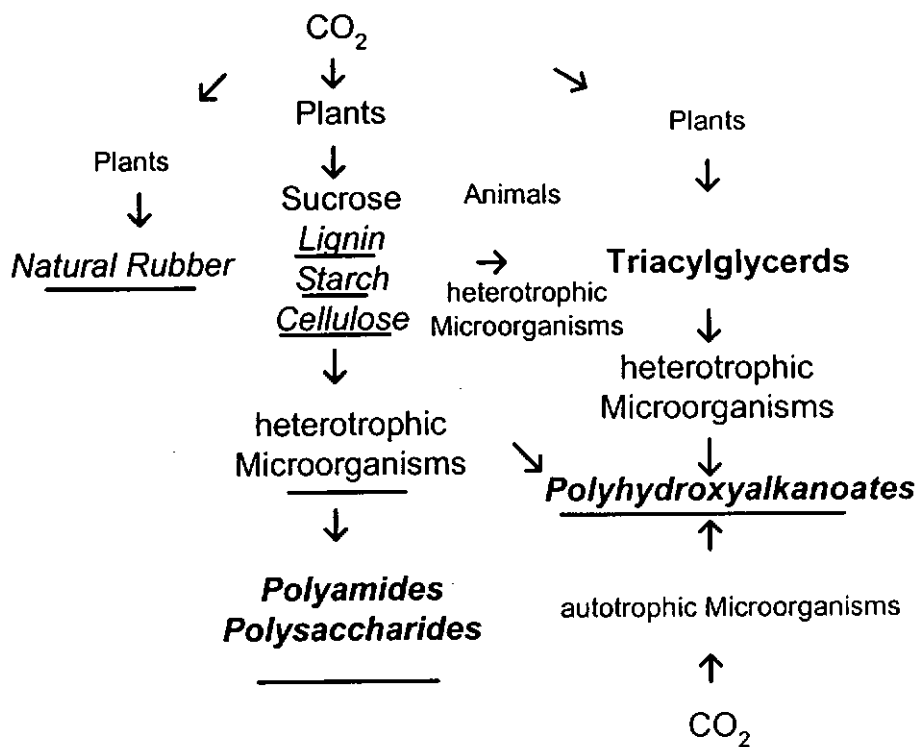 CO2
Plants
Plants
Plants
Sucrose
Lignin
Starch
Cellulose
Animals
Natural Rubber
heterotrophic
Microorganisms
Triacylglycerds
heterotrophic
Microorganisms
heterotrophic
Microorganisms
Polyhydroxyalkanoates
Polyamides
Polysaccharides
autotrophic Microorganisms
CO2